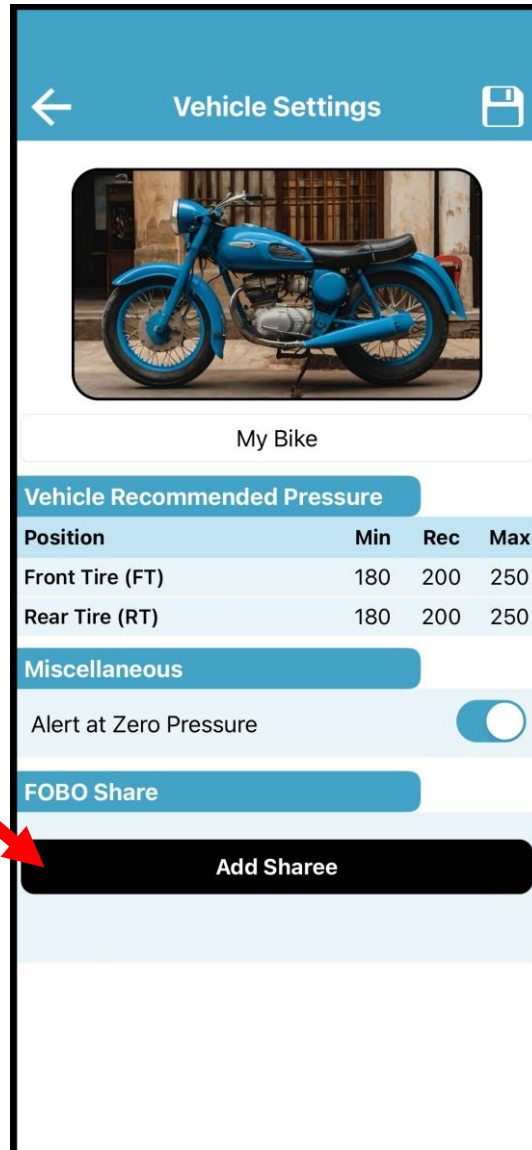 Vehicle Settings
My Bike
Vehicle Recommended Pressure
Position Min Rec Max
Front Tire (FT) 180 200 250
Rear Tire (RT) 180 200 250
Miscellaneous
Alert at Zero Pressure
FOBO Share
Add Sharee